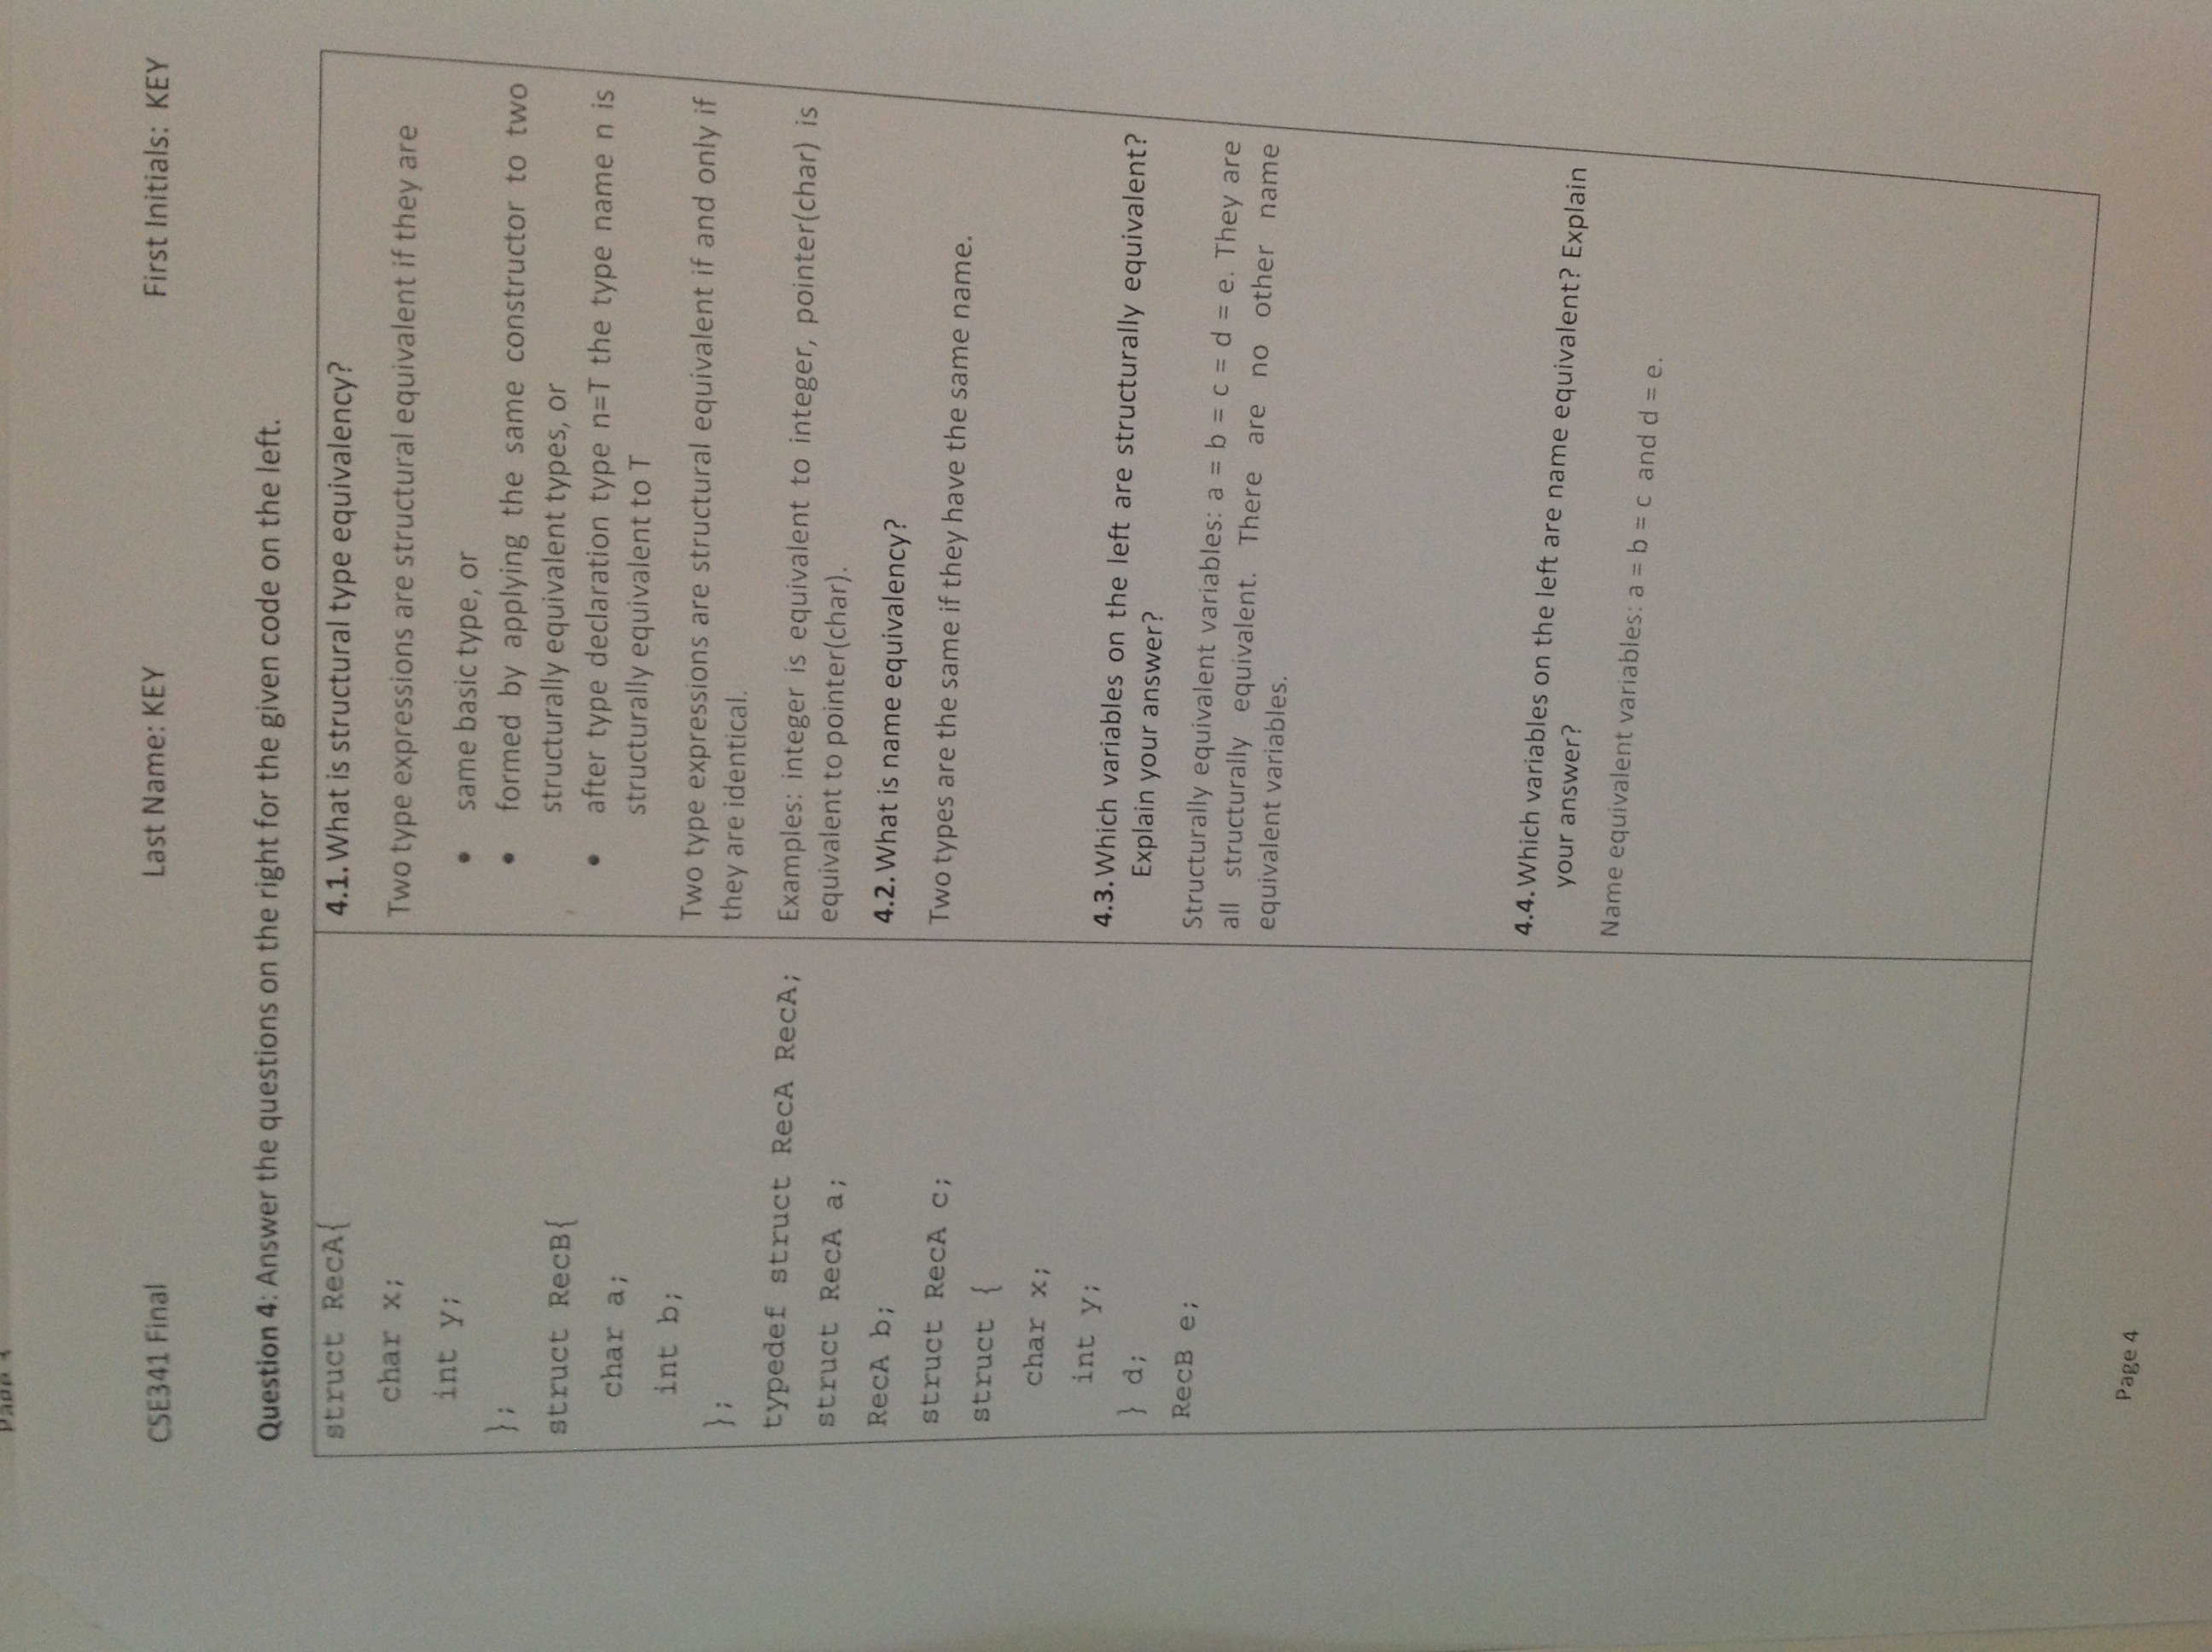 Page 3
CSE341 Final Last Name: KEY First Initials: KEY
Question 4: Answer the questions on the right for the given code on the left.
struct RecA{
char x;
int y;
};
struct RecB{
char a;
int b;
};
typedef struct RecA RecA;
struct RecA a;
RecA b;
struct RecA c;
struct {
char x;
int y;
} d;
RecB e;
4.1. What is structural type equivalency?
Two type expressions are structural equivalent if they are
• same basic type, or
• formed by applying the same constructor to two
structurally equivalent types, or
• after type declaration type n=T the type name n is
structurally equivalent to T
Two type expressions are structural equivalent if and only if
they are identical.
Examples: integer is equivalent to integer, pointer(char) is
equivalent to pointer(char).
4.2. What is name equivalency?
Two types are the same if they have the same name.
4.3. Which variables on the left are structurally equivalent?
Explain your answer?
Structurally equivalent variables: a = b = c = d = e. They are
all structurally equivalent. There are no other name
equivalent variables.
4.4. Which variables on the left are name equivalent? Explain
your answer?
Name equivalent variables: a = b = c and d = e.
Page 4